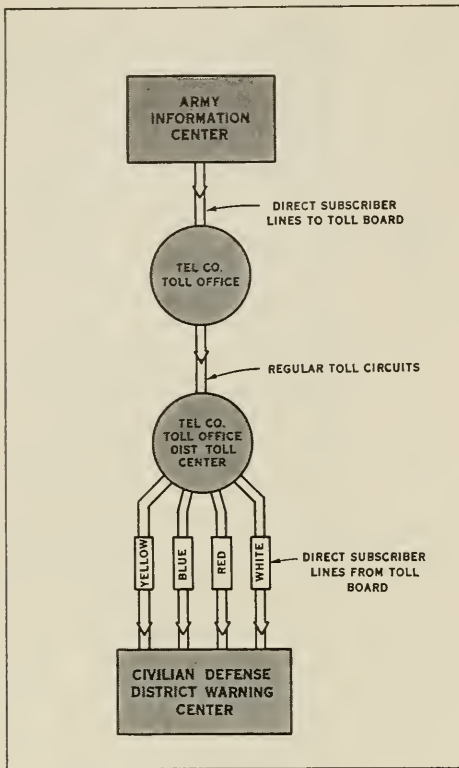 ARMY
INFORMATION
CENTER
DIRECT SUBSCRIBER
LINES TO TOLL BOARD
TEL CO.
TOLL OFFICE
REGULAR TOLL CIRCUITS
TEL CO.
TOLL OFFICE
DIST TOLL
CENTER
YELLOW
BLUE
RED
WHITE
DIRECT SUBSCRIBER
LINES FROM TOLL
BOARD
CIVILIAN DEFENSE
DISTRICT WARNING
CENTER